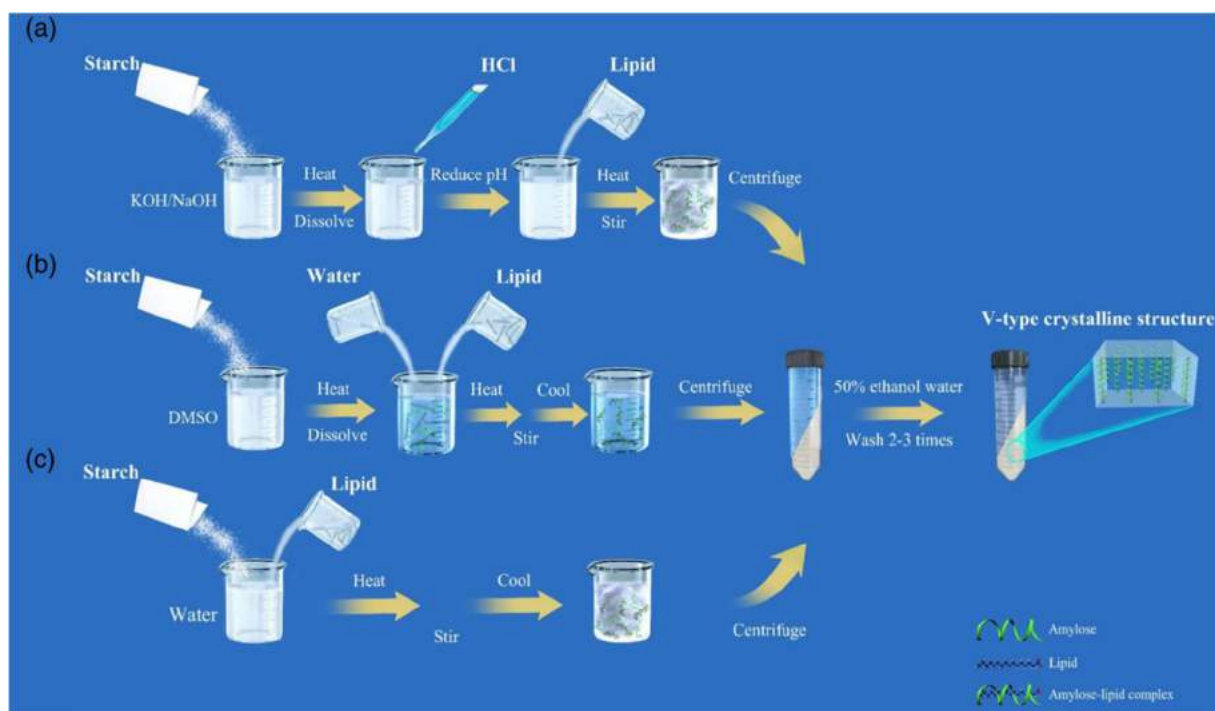 (a)
Starch
HCl
Lipid
KOH/NaOH
Heat
Dissolve
Reduce pH
Heat
Stir
Centrifuge
(b)
Starch
Water
Lipid
DMSO
Heat
Dissolve
Heat
Stir
Cool
Centrifuge
50% ethanol water
Wash 2-3 times
V-type crystalline structure
(c)
Starch
Lipid
Water
Heat
Stir
Cool
Centrifuge
Amylose
Lipid
Amylose-lipid complex